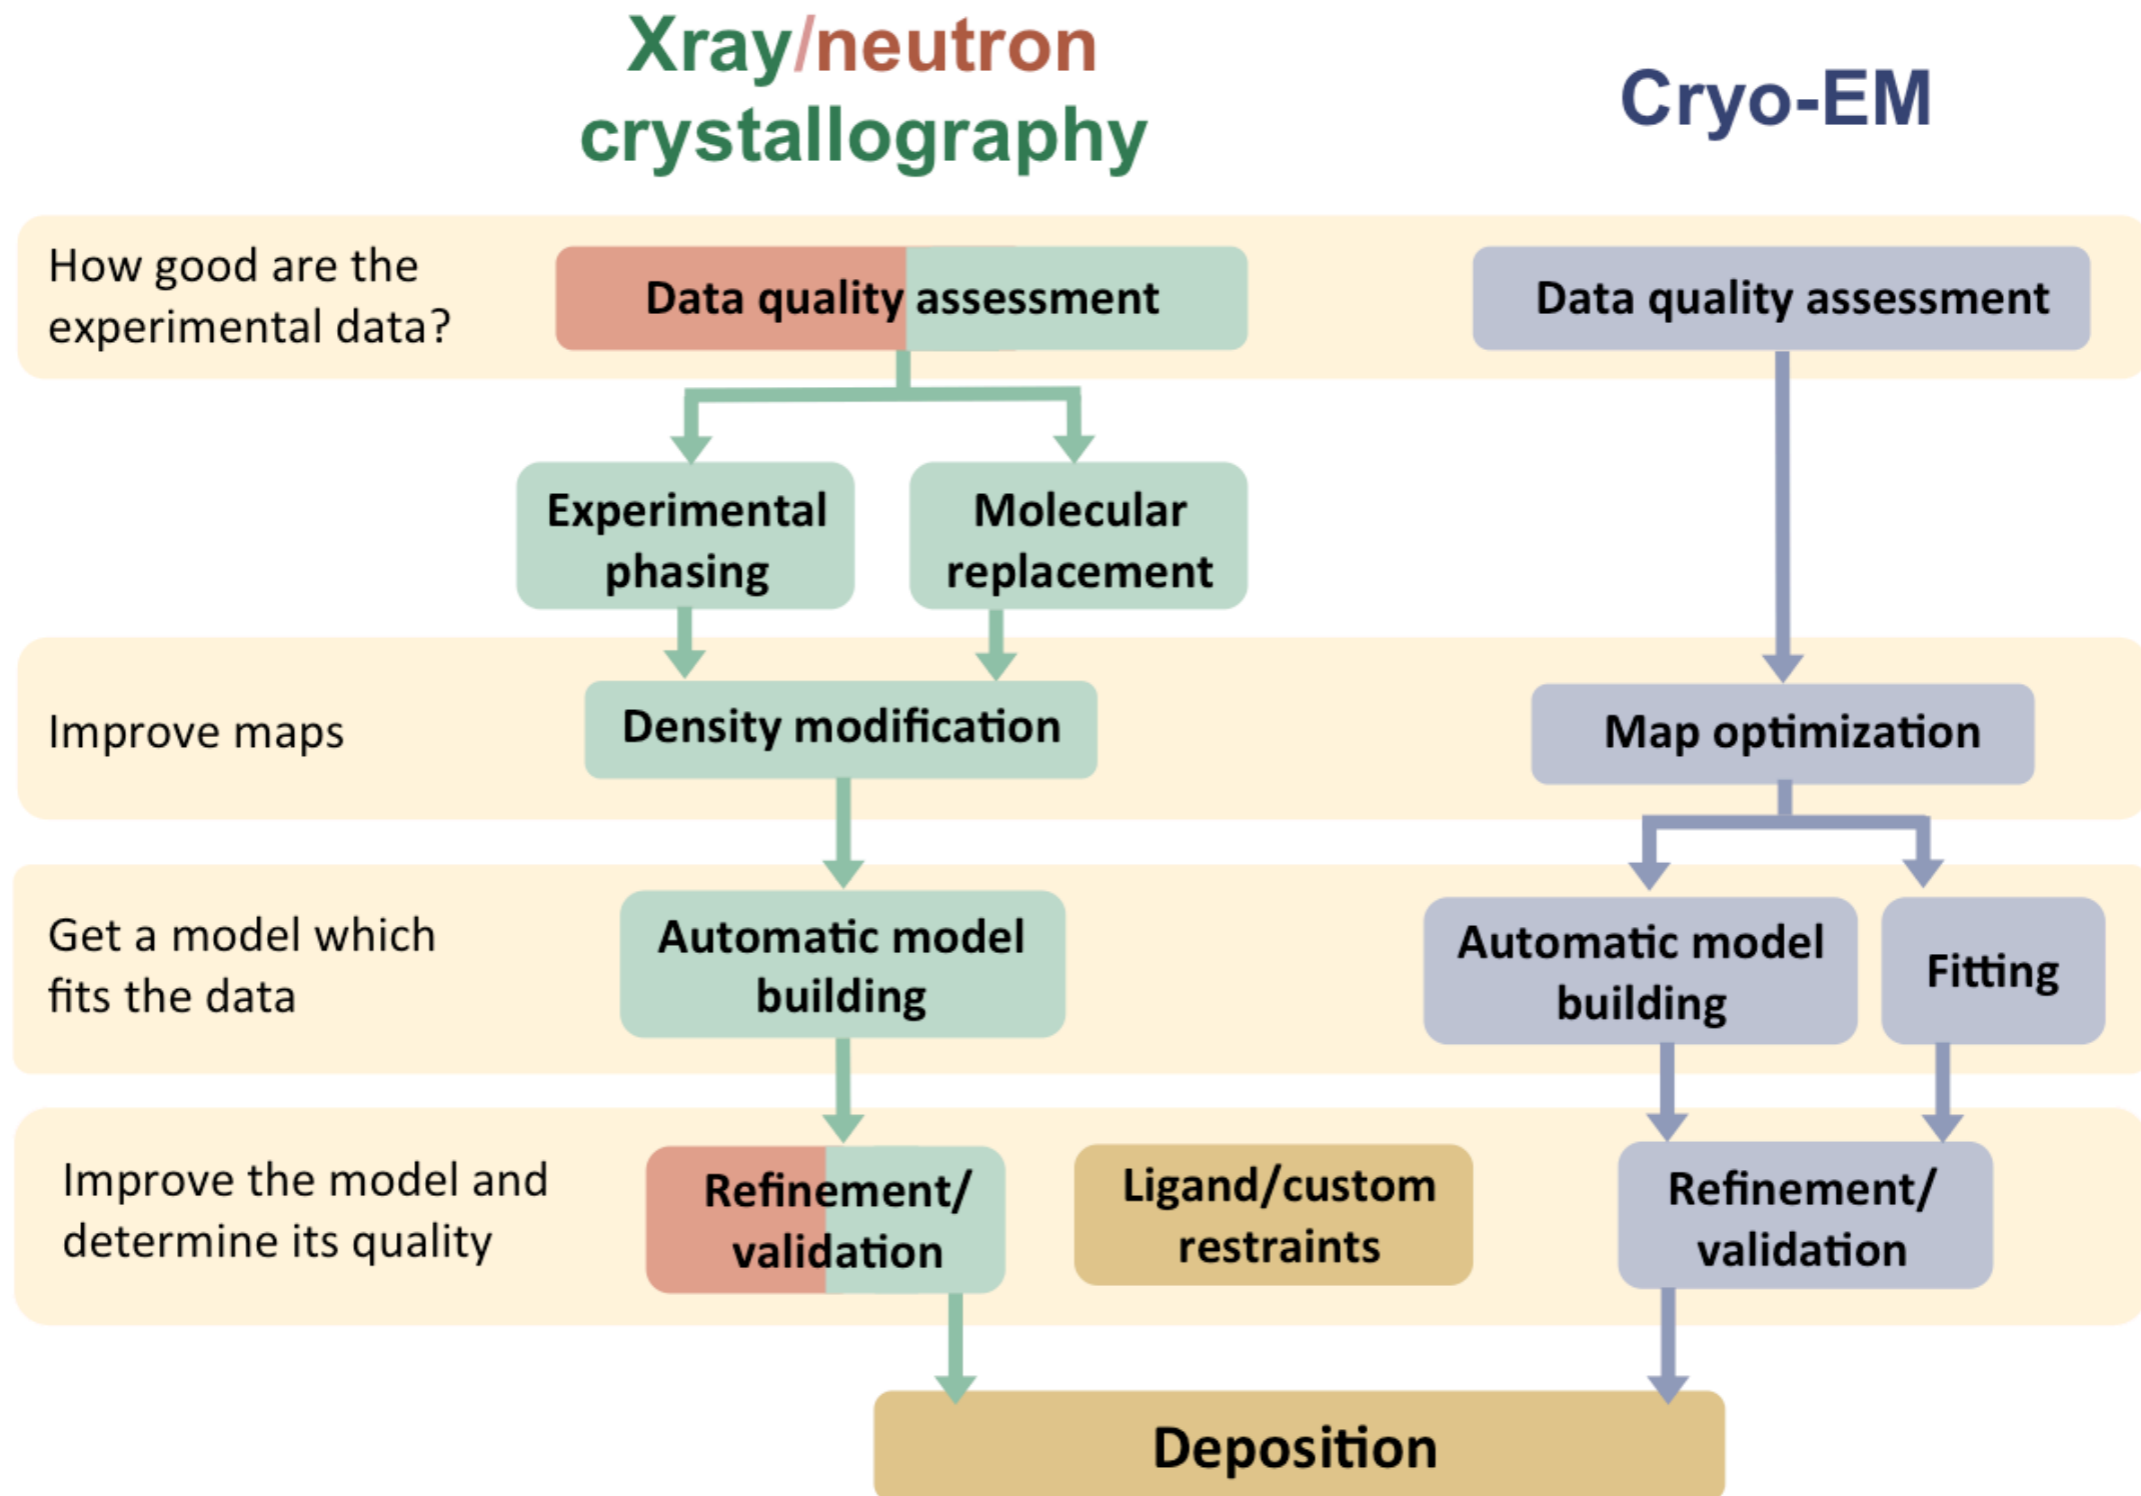 Xray/neutron
crystallography
Cryo-EM
How good are the
experimental data?
Data quality assessment
Data quality assessment
Experimental
phasing
Molecular
replacement
Improve maps
Density modification
Map optimization
Get a model which
fits the data
Automatic model
building
Automatic model
building
Fitting
Improve the model and
determine its quality
Refinement/
validation
Ligand/custom
restraints
Refinement/
validation
Deposition